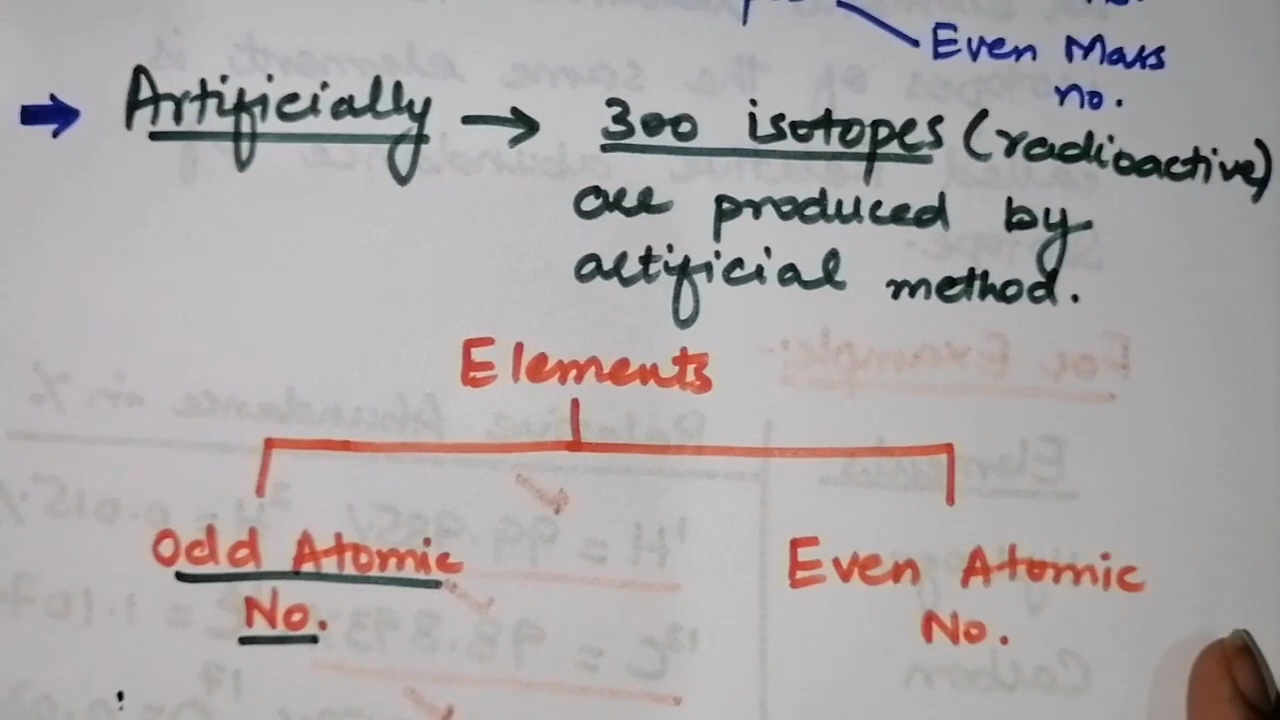 Even Mass
no.
Artificially → 300 isotopes (radioactive)
are produced by
artificial method.
Elements
Odd Atomic
No.
Even Atomic
No.